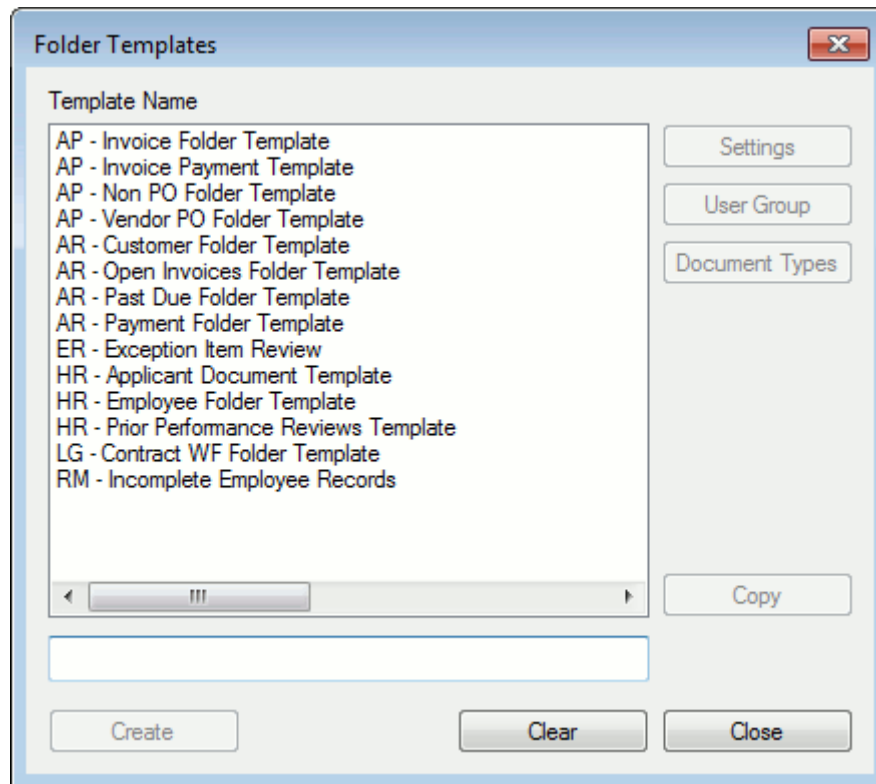 Folder Templates
Template Name
AP - Invoice Folder Template
AP - Invoice Payment Template
AP - Non PO Folder Template
AP - Vendor PO Folder Template
AR - Customer Folder Template
AR - Open Invoices Folder Template
AR - Past Due Folder Template
AR - Payment Folder Template
ER - Exception Item Review
HR - Applicant Document Template
HR - Employee Folder Template
HR - Prior Performance Reviews Template
LG - Contract WF Folder Template
RM - Incomplete Employee Records
Settings
User Group
Document Types
Copy
Create
Clear
Close